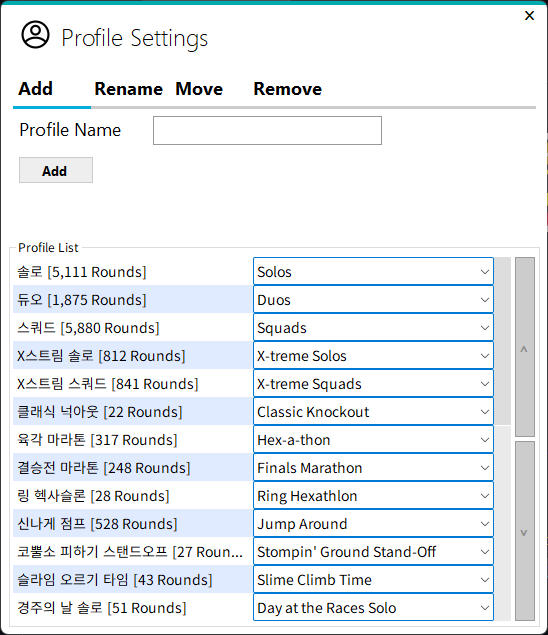 Profile Settings
Add Rename Move Remove
Profile Name
Add
Profile List
솔로 [5,111 Rounds] Solos
듀오 [1,875 Rounds] Duos
스쿼드 [5,880 Rounds] Squads
X스트림 솔로 [812 Rounds] X-treme Solos
X스트림 스쿼드 [841 Rounds] X-treme Squads
클래식 넉아웃 [22 Rounds] Classic Knockout
육각 마라톤 [317 Rounds] Hex-a-thon
결승전 마라톤 [248 Rounds] Finals Marathon
링 헥사슬론 [28 Rounds] Ring Hexathlon
신나게 점프 [528 Rounds] Jump Around
코뿔소 피하기 스탠드오프 [27 Roun... Stompin' Ground Stand-Off
슬라임 오르기 타임 [43 Rounds] Slime Climb Time
경주의 날 솔로 [51 Rounds] Day at the Races Solo